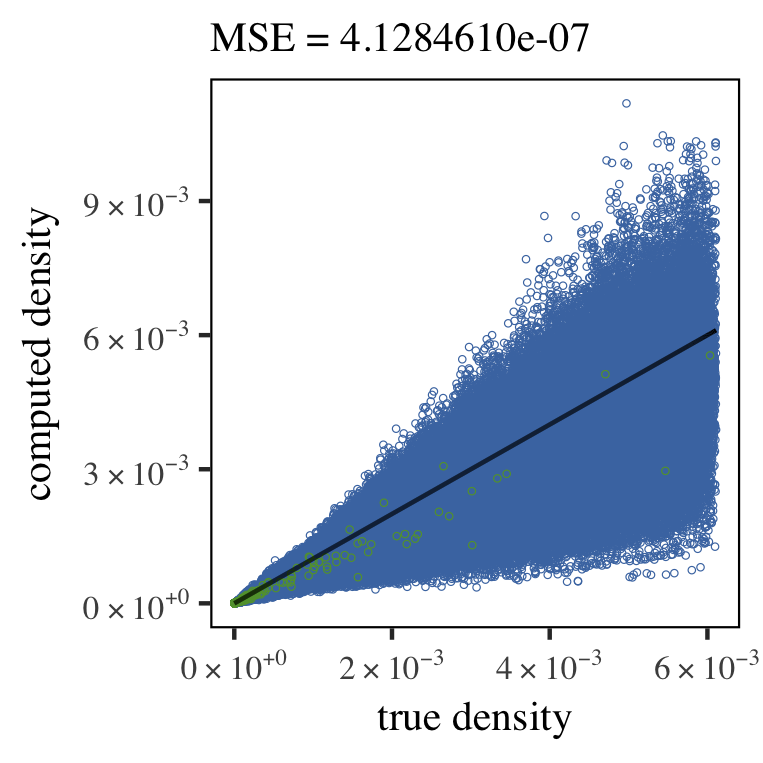 MSE = 4.1284610e-07
computed density
9 × 10⁻³
6 × 10⁻³
3 × 10⁻³
0 × 10⁺⁰
0 × 10⁺⁰ 2 × 10⁻³ 4 × 10⁻³ 6 × 10⁻³
true density